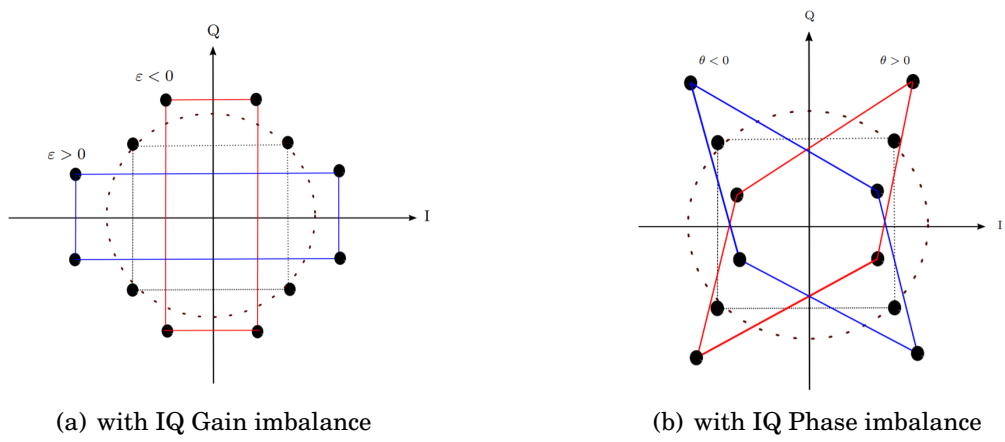 Q
ε < 0
ε > 0
I
(a) with IQ Gain imbalance
Q
θ < 0
θ > 0
I
(b) with IQ Phase imbalance